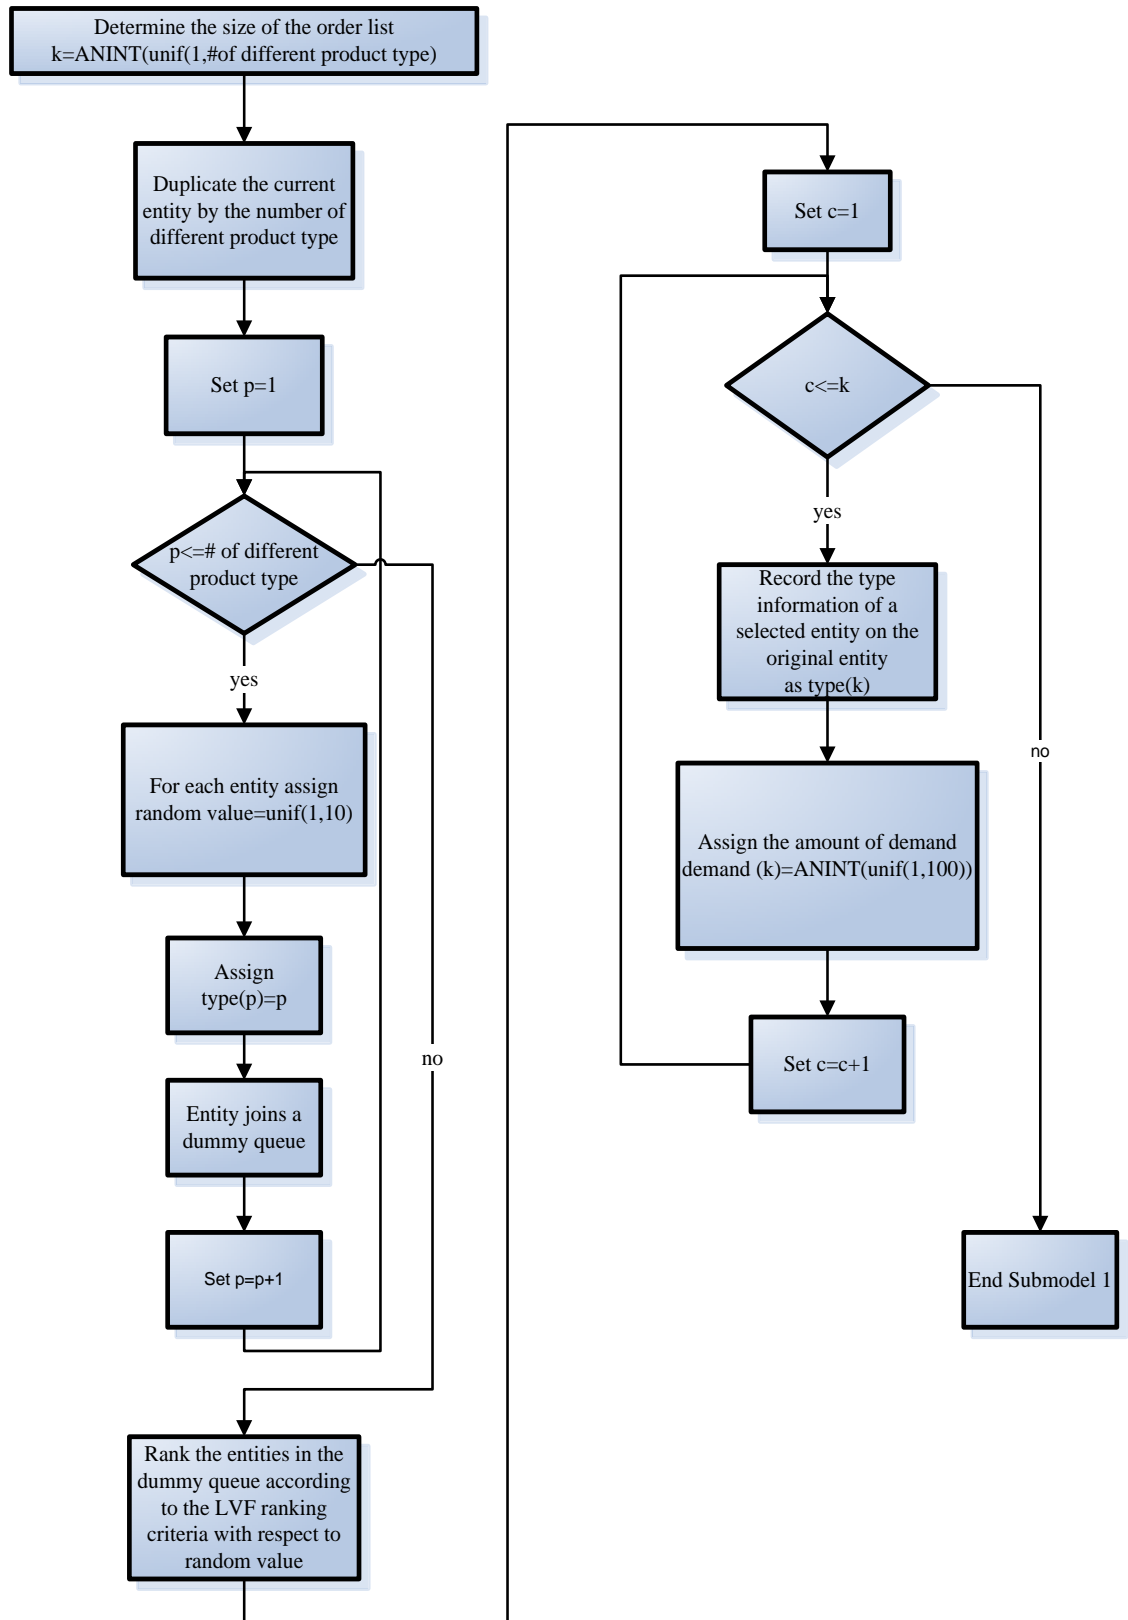 Determine the size of the order list
k=ANINT(unif(1,#of different product type)
Duplicate the current
entity by the number of
different product type
Set p=1
p<=# of different
product type
yes
no
For each entity assign
random value=unif(1,10)
Assign
type(p)=p
Entity joins a
dummy queue
Set p=p+1
Rank the entities in the
dummy queue according
to the LVF ranking
criteria with respect to
random value
Set c=1
c<=k
yes
no
Record the type
information of a
selected entity on the
original entity
as type(k)
Assign the amount of demand
demand (k)=ANINT(unif(1,100))
Set c=c+1
End Submodel 1